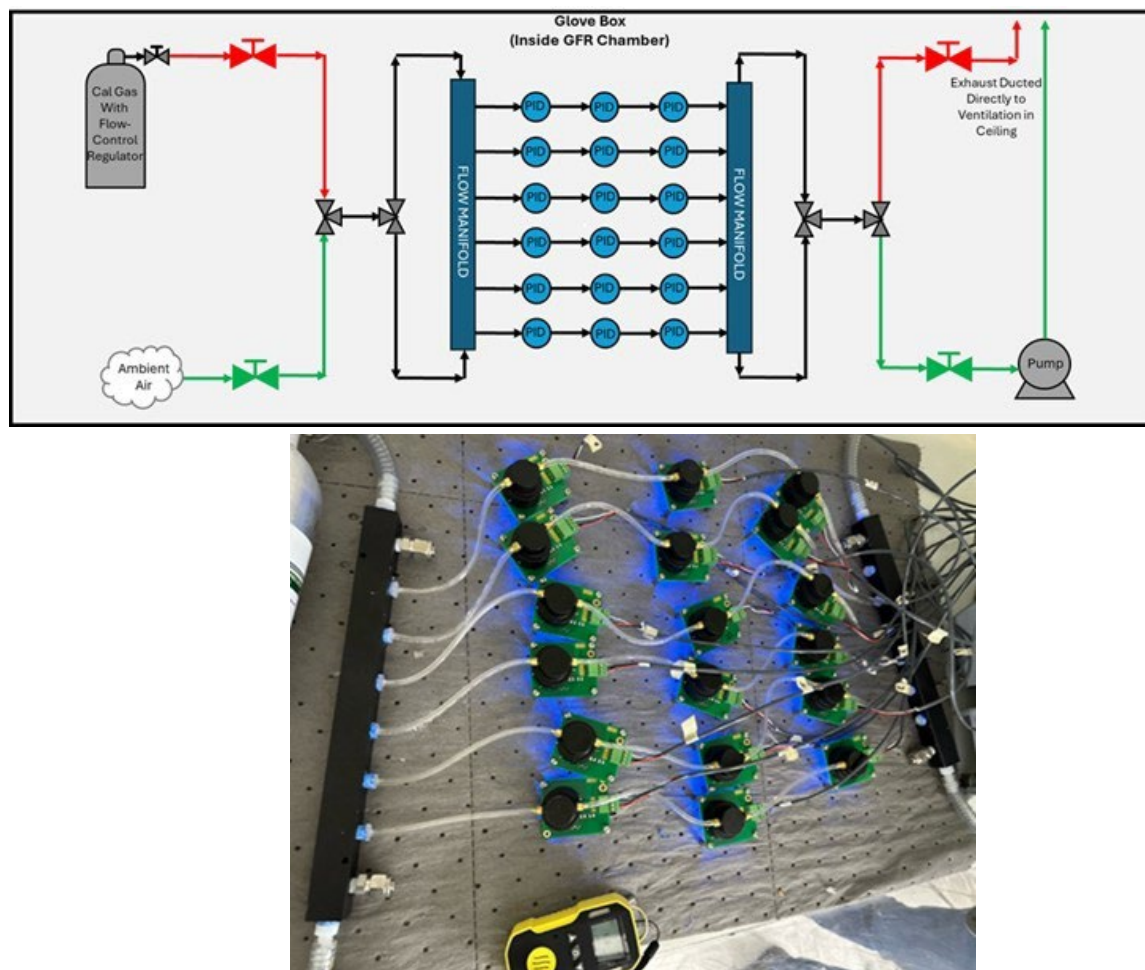 Glove Box
(Inside GFR Chamber)
Cal Gas
With
Flow-
Control
Regulator
Exhaust Ducted
Directly to
Ventilation in
Ceiling
FLOW MANIFOLD
PID PID PID
PID PID PID
PID PID PID
PID PID PID
PID PID PID
PID PID PID
FLOW MANIFOLD
Ambient
Air
Pump